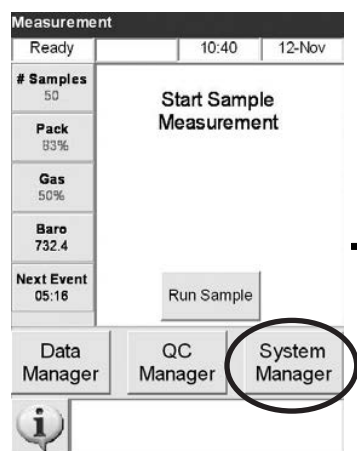 Measurement
Ready 10:40 12-Nov
# Samples
50
Start Sample
Measurement
Pack
83%
Gas
50%
Baro
732.4
Next Event
05:16
Run Sample
Data
Manager
QC
Manager
System
Manager
i